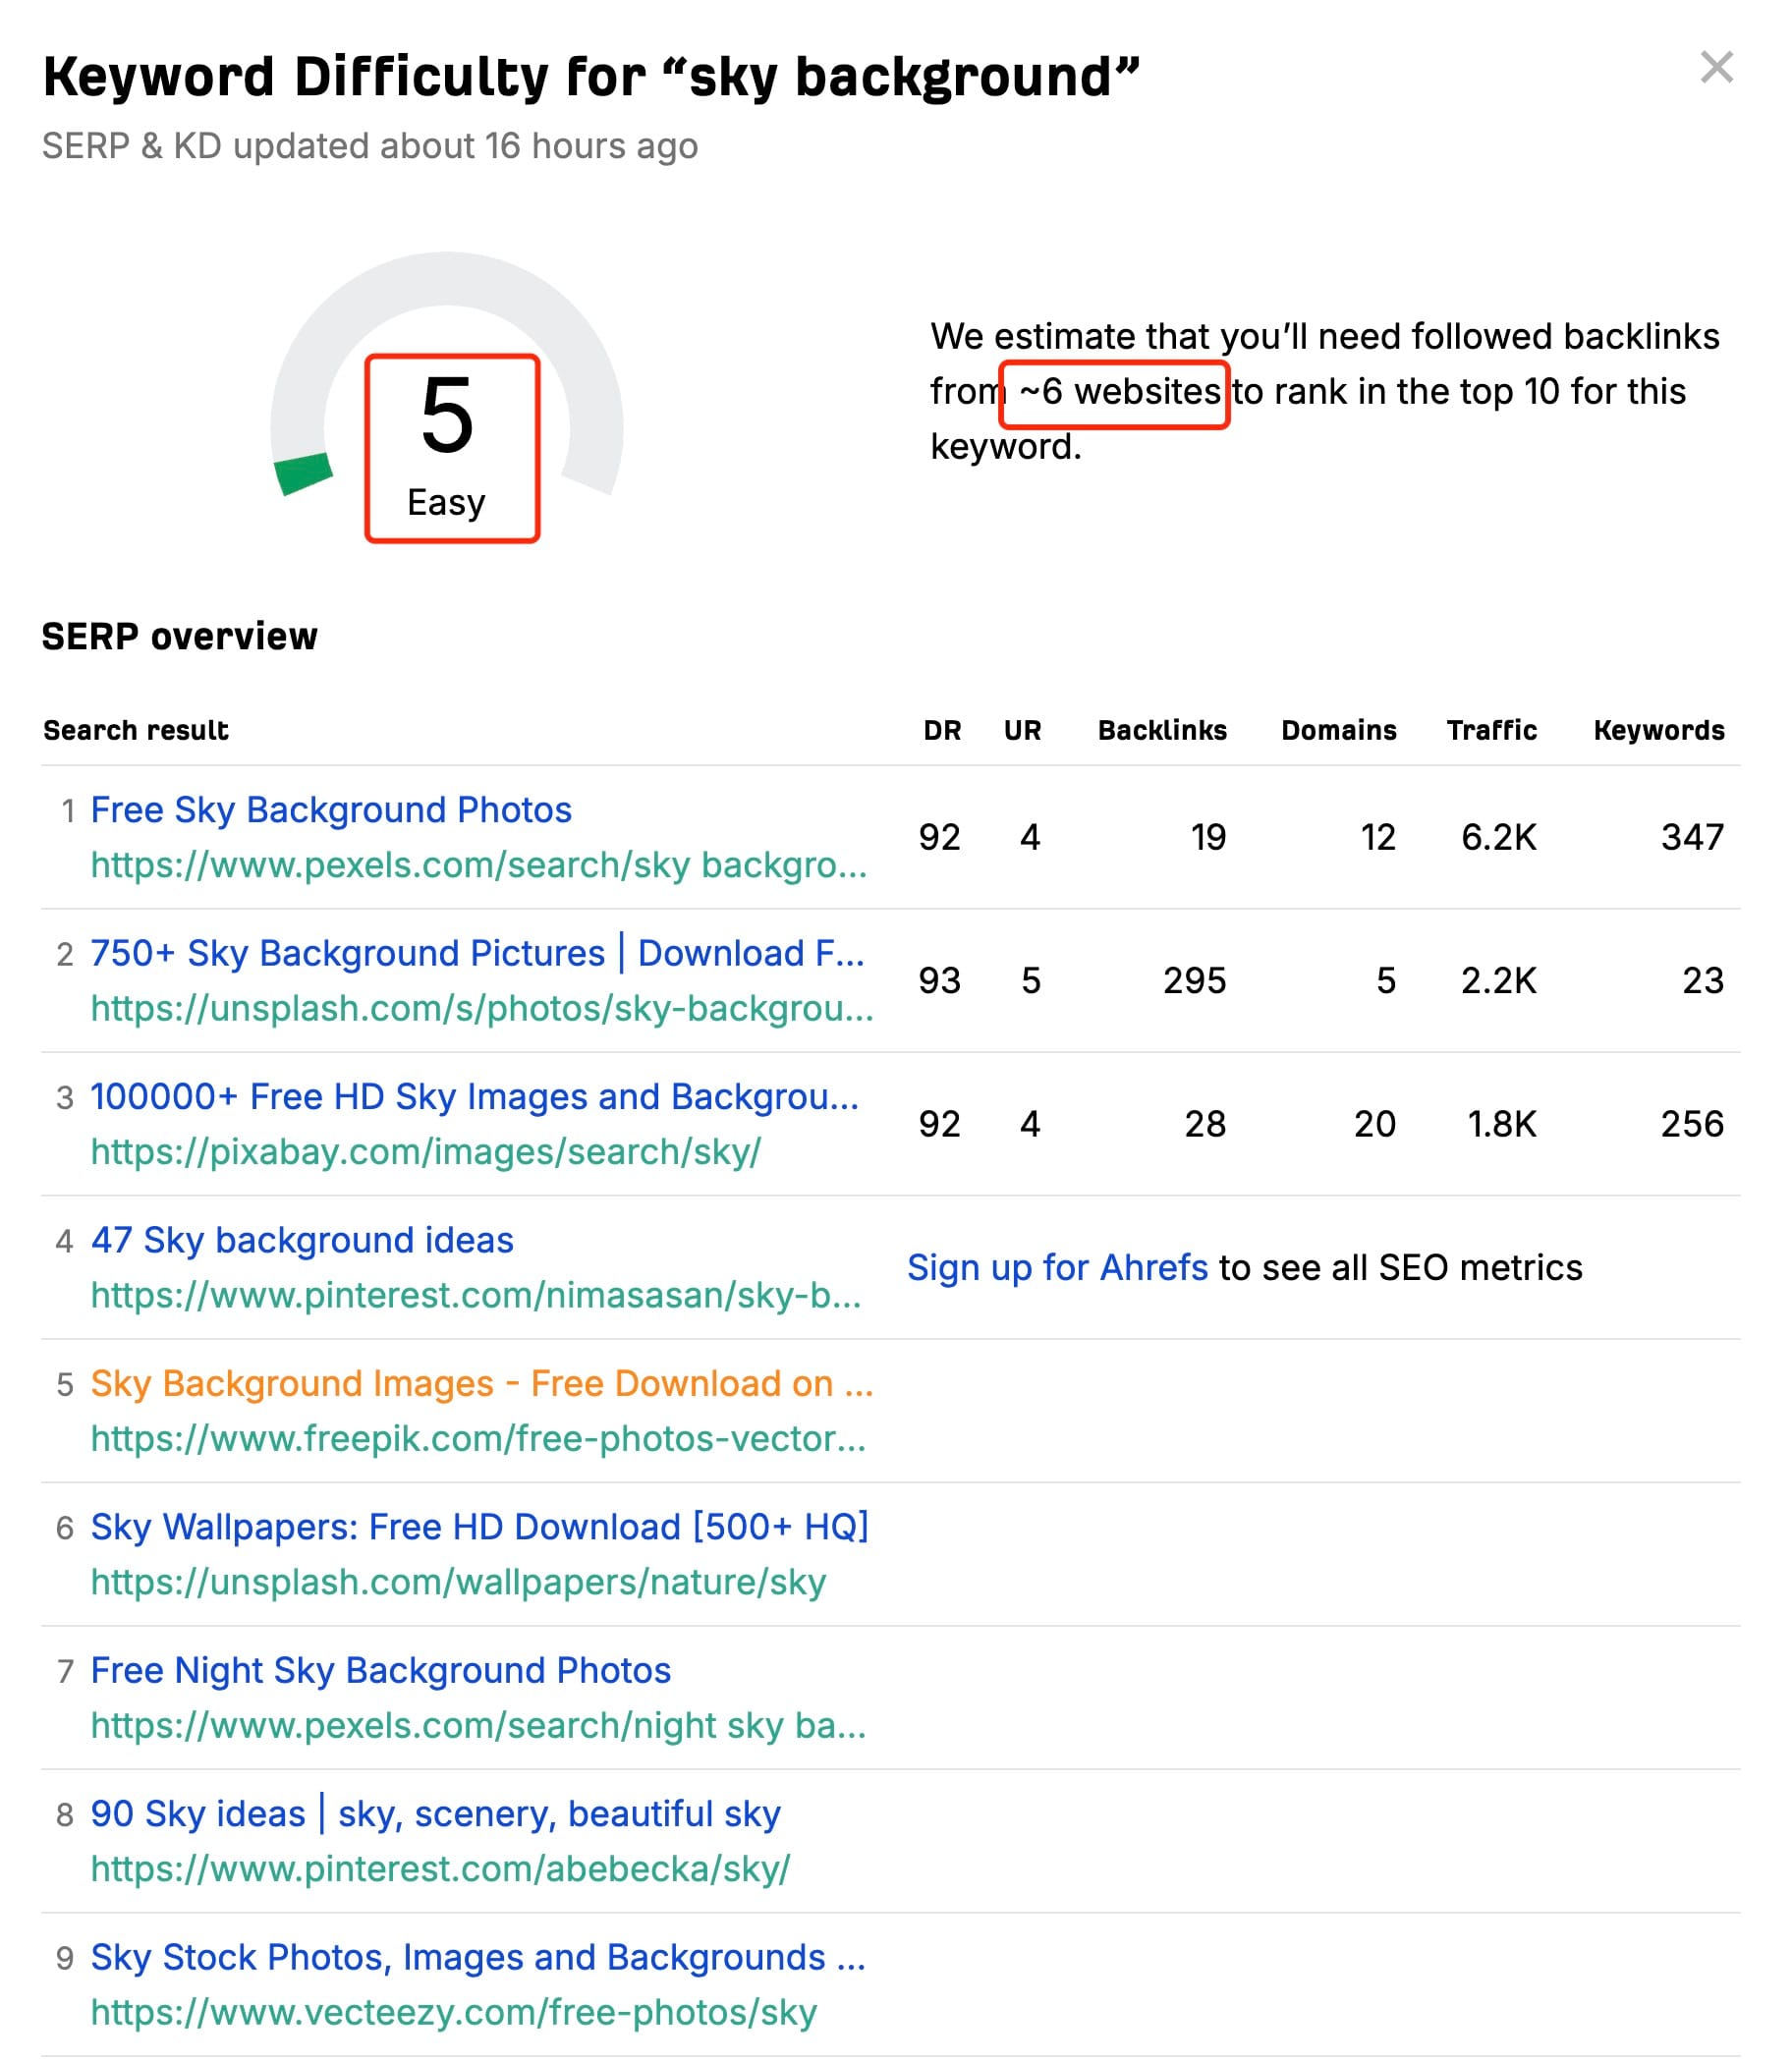 Keyword Difficulty for “sky background”
SERP & KD updated about 16 hours ago
5
Easy
We estimate that you’ll need followed backlinks
from ~6 websites to rank in the top 10 for this
keyword.
SERP overview
Search result DR UR Backlinks Domains Traffic Keywords
1 Free Sky Background Photos
https://www.pexels.com/search/sky backgro...
92 4 19 12 6.2K 347
2 750+ Sky Background Pictures | Download F...
https://unsplash.com/s/photos/sky-backgrou...
93 5 295 5 2.2K 23
3 100000+ Free HD Sky Images and Backgrou...
https://pixabay.com/images/search/sky/
92 4 28 20 1.8K 256
4 47 Sky background ideas
https://www.pinterest.com/nimasasan/sky-b...
Sign up for Ahrefs to see all SEO metrics
5 Sky Background Images - Free Download on ...
https://www.freepik.com/free-photos-vector...
6 Sky Wallpapers: Free HD Download [500+ HQ]
https://unsplash.com/wallpapers/nature/sky
7 Free Night Sky Background Photos
https://www.pexels.com/search/night sky ba...
8 90 Sky ideas | sky, scenery, beautiful sky
https://www.pinterest.com/abebecka/sky/
9 Sky Stock Photos, Images and Backgrounds ...
https://www.vecteezy.com/free-photos/sky